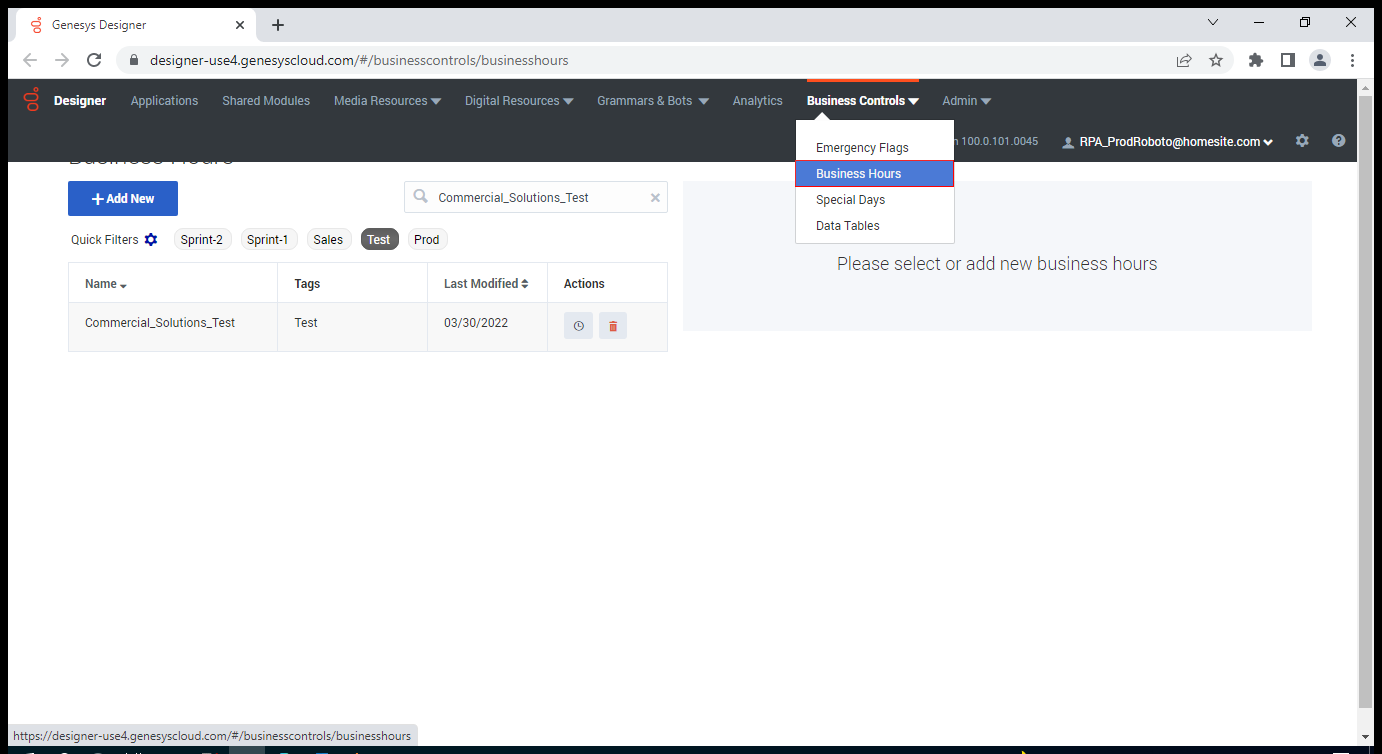 Genesys Designer
designer-use4.genesyscloud.com/#/businesscontrols/businesshours
Designer Applications Shared Modules Media Resources Digital Resources Grammars & Bots Analytics Business Controls Admin
100.0.101.0045 RPA_ProdRoboto@homesite.com
Emergency Flags
Business Hours
Special Days
Data Tables
Business Hours
Add New
Commercial_Solutions_Test
Quick Filters Sprint-2 Sprint-1 Sales Test Prod
Please select or add new business hours
Name Tags Last Modified Actions
Commercial_Solutions_Test Test 03/30/2022
https://designer-use4.genesyscloud.com/#/businesscontrols/businesshours